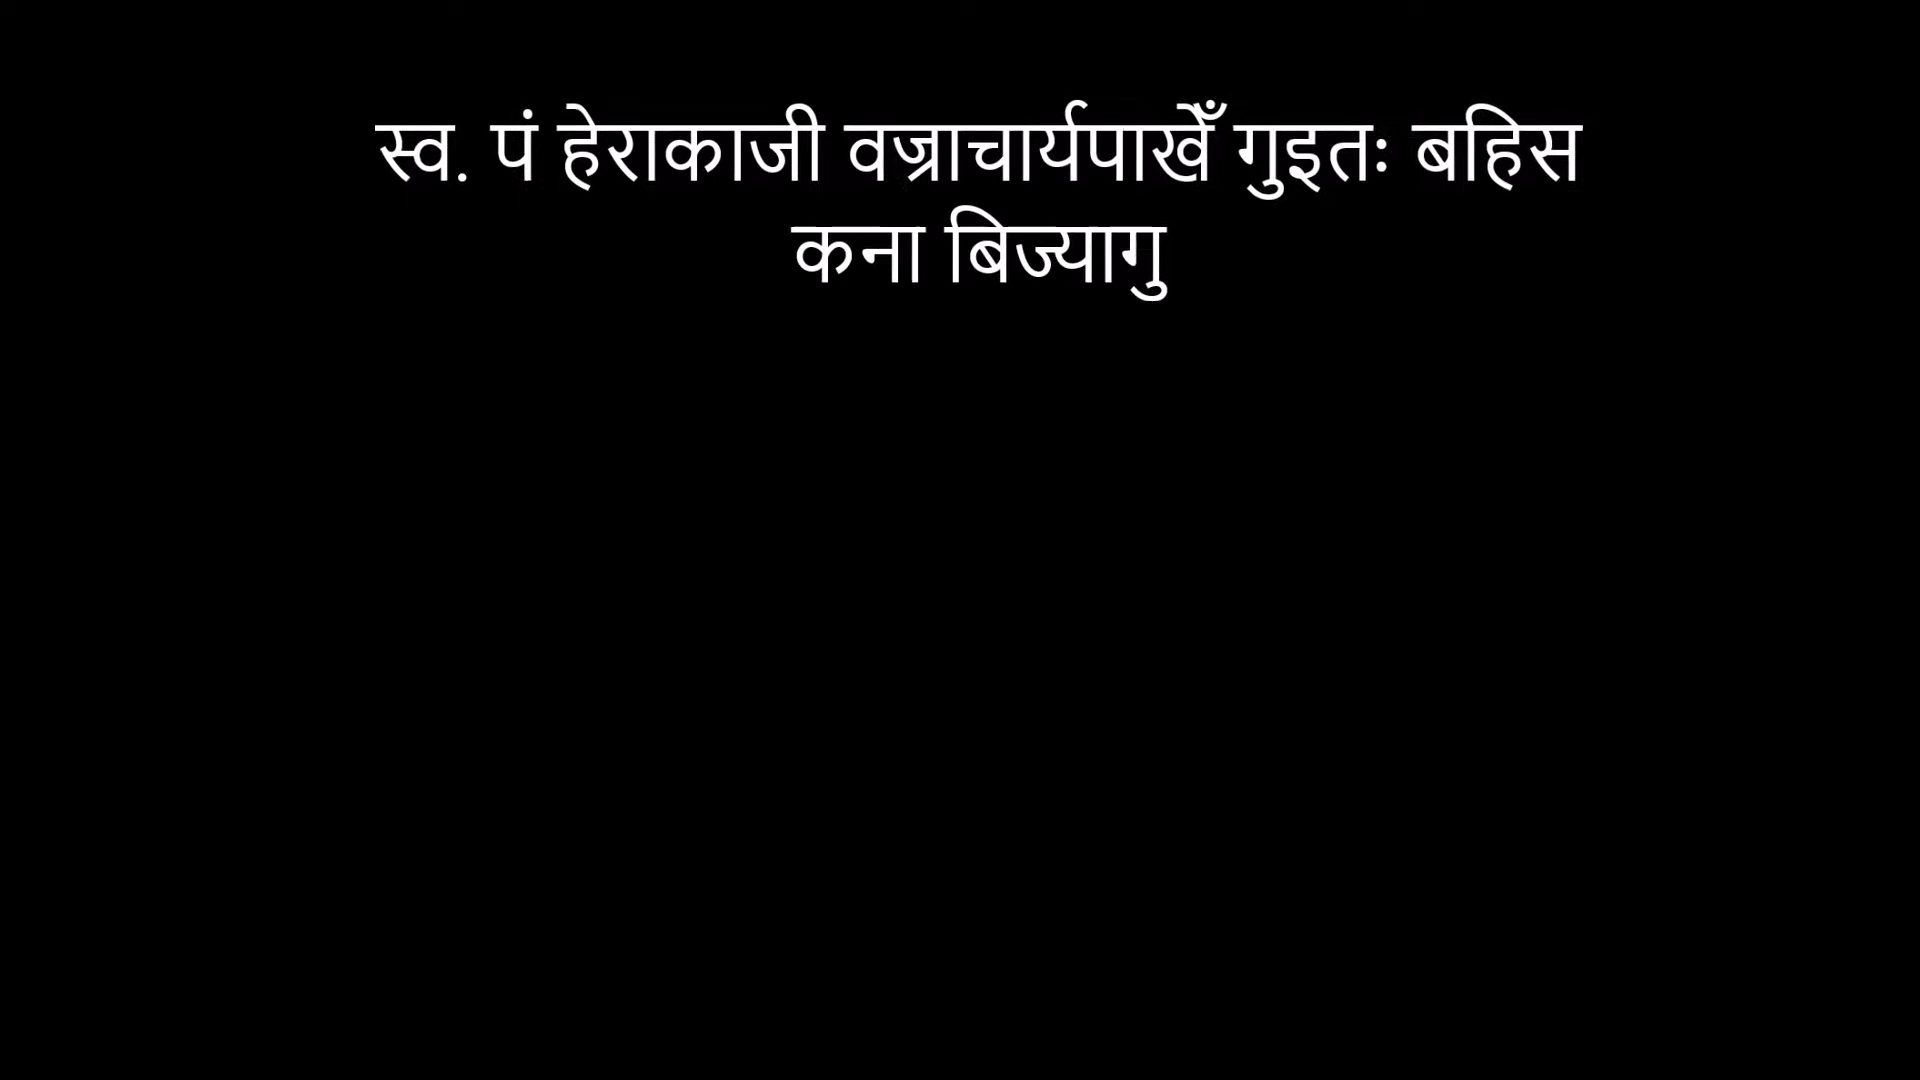 स्व. पं हेराकाजी वज्राचार्यपाखेँ गुइतः बहिस
कना बिज्यागु